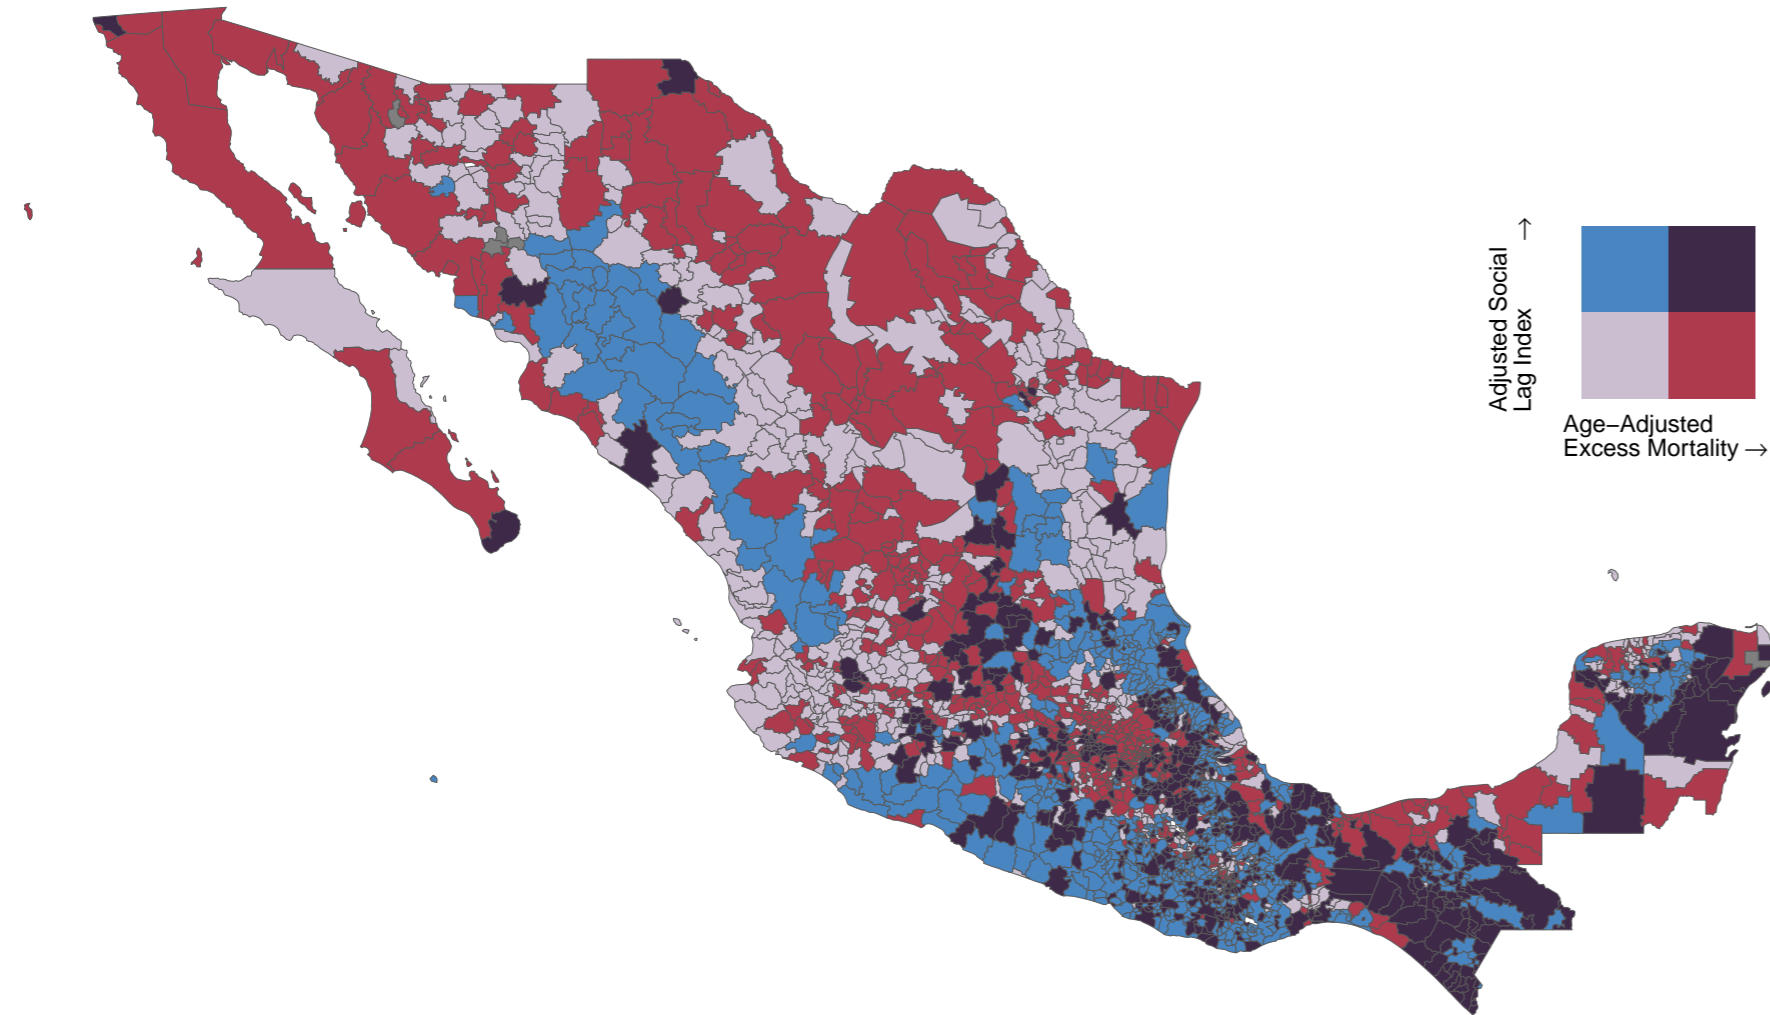 Adjusted Social
Lag Index →
Age−Adjusted
Excess Mortality →